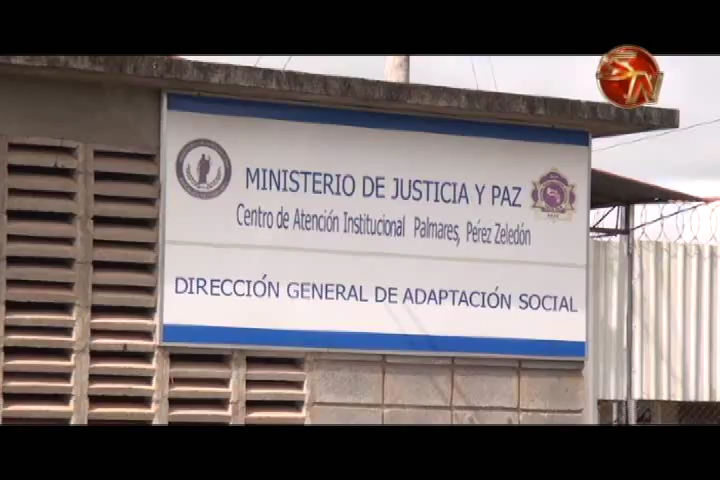 MINISTERIO DE JUSTICIA Y PAZ
Centro de Atención Institucional Palmares, Pérez Zeledón
DIRECCIÓN GENERAL DE ADAPTACIÓN SOCIAL